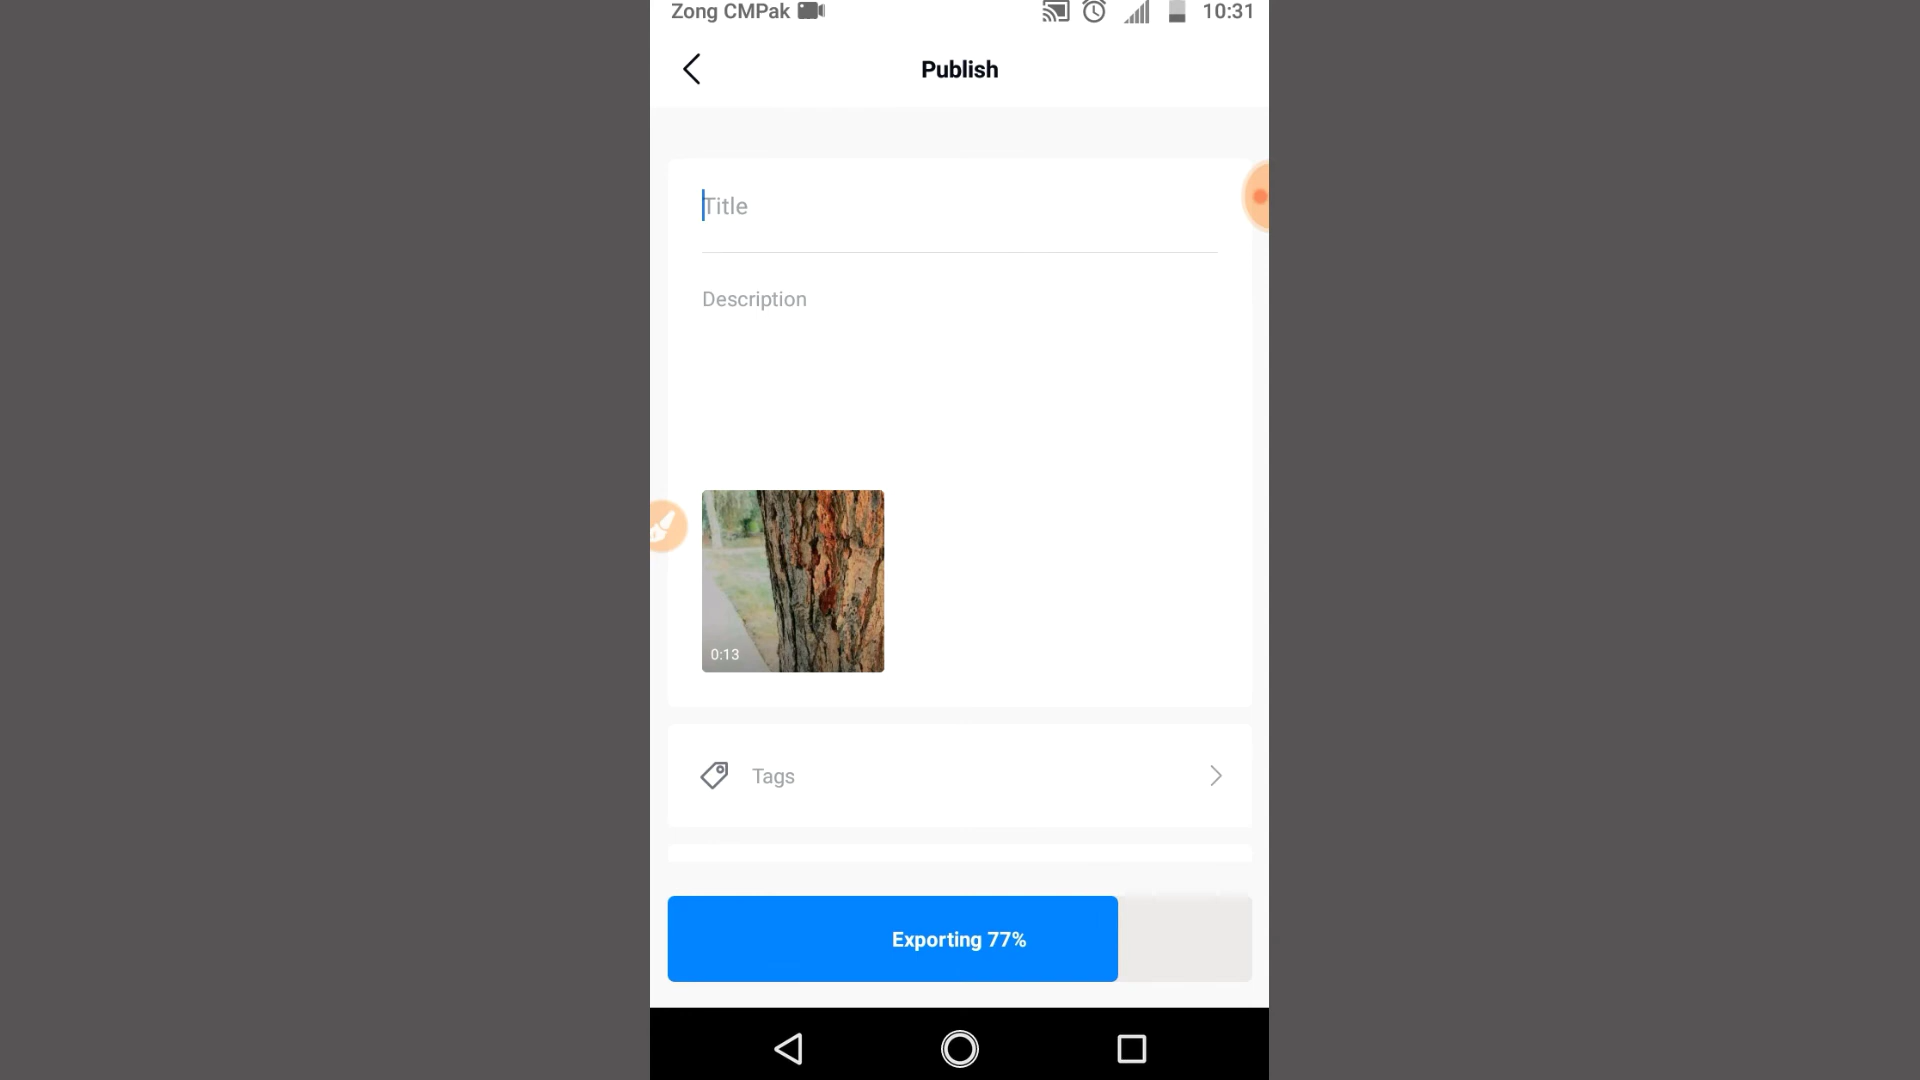 Zong CMPak 10:31
Publish
Title
Description
0:13
Tags
Exporting 77%